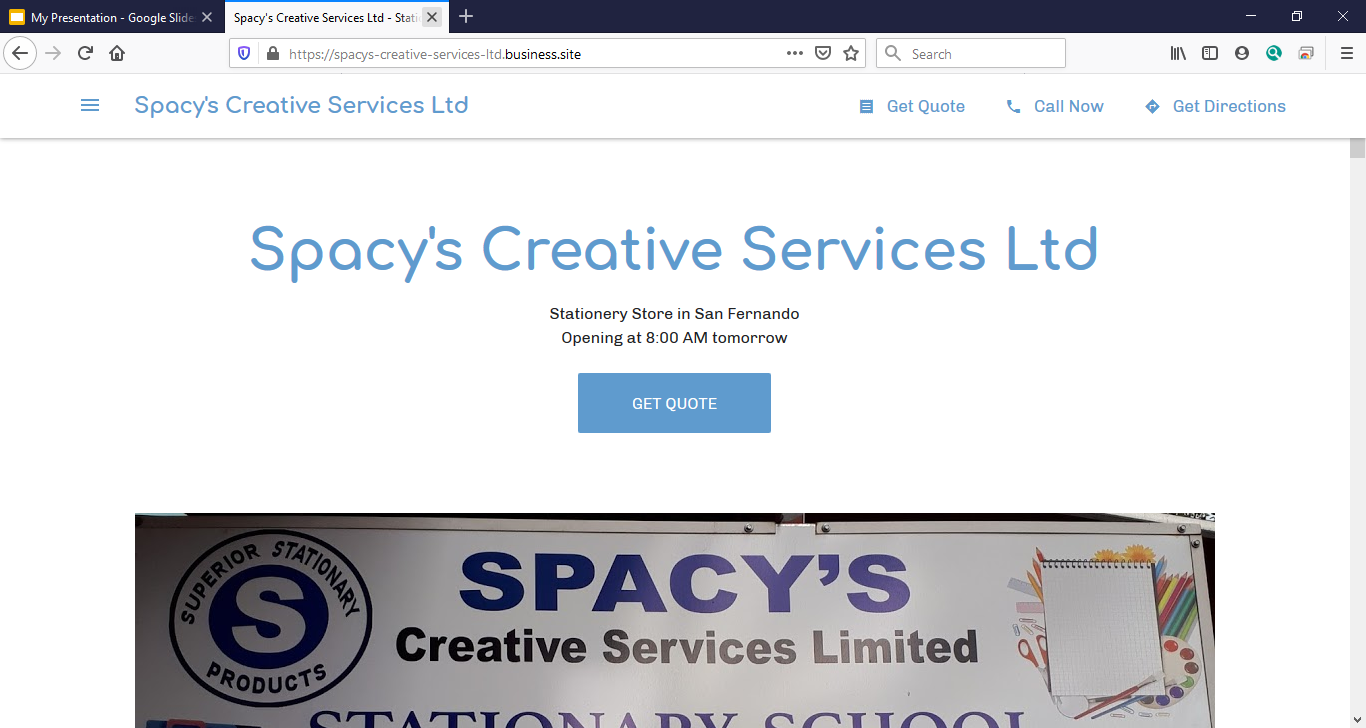 My Presentation - Google Slide
Spacy's Creative Services Ltd - Stati
https://spacys-creative-services-ltd.business.site
Search
Spacy's Creative Services Ltd
Get Quote
Call Now
Get Directions
Spacy's Creative Services Ltd
Stationery Store in San Fernando
Opening at 8:00 AM tomorrow
GET QUOTE
SUPERIOR STATIONARY
S
PRODUCTS
SPACY'S
Creative Services Limited
STATIONARY SCHOOL